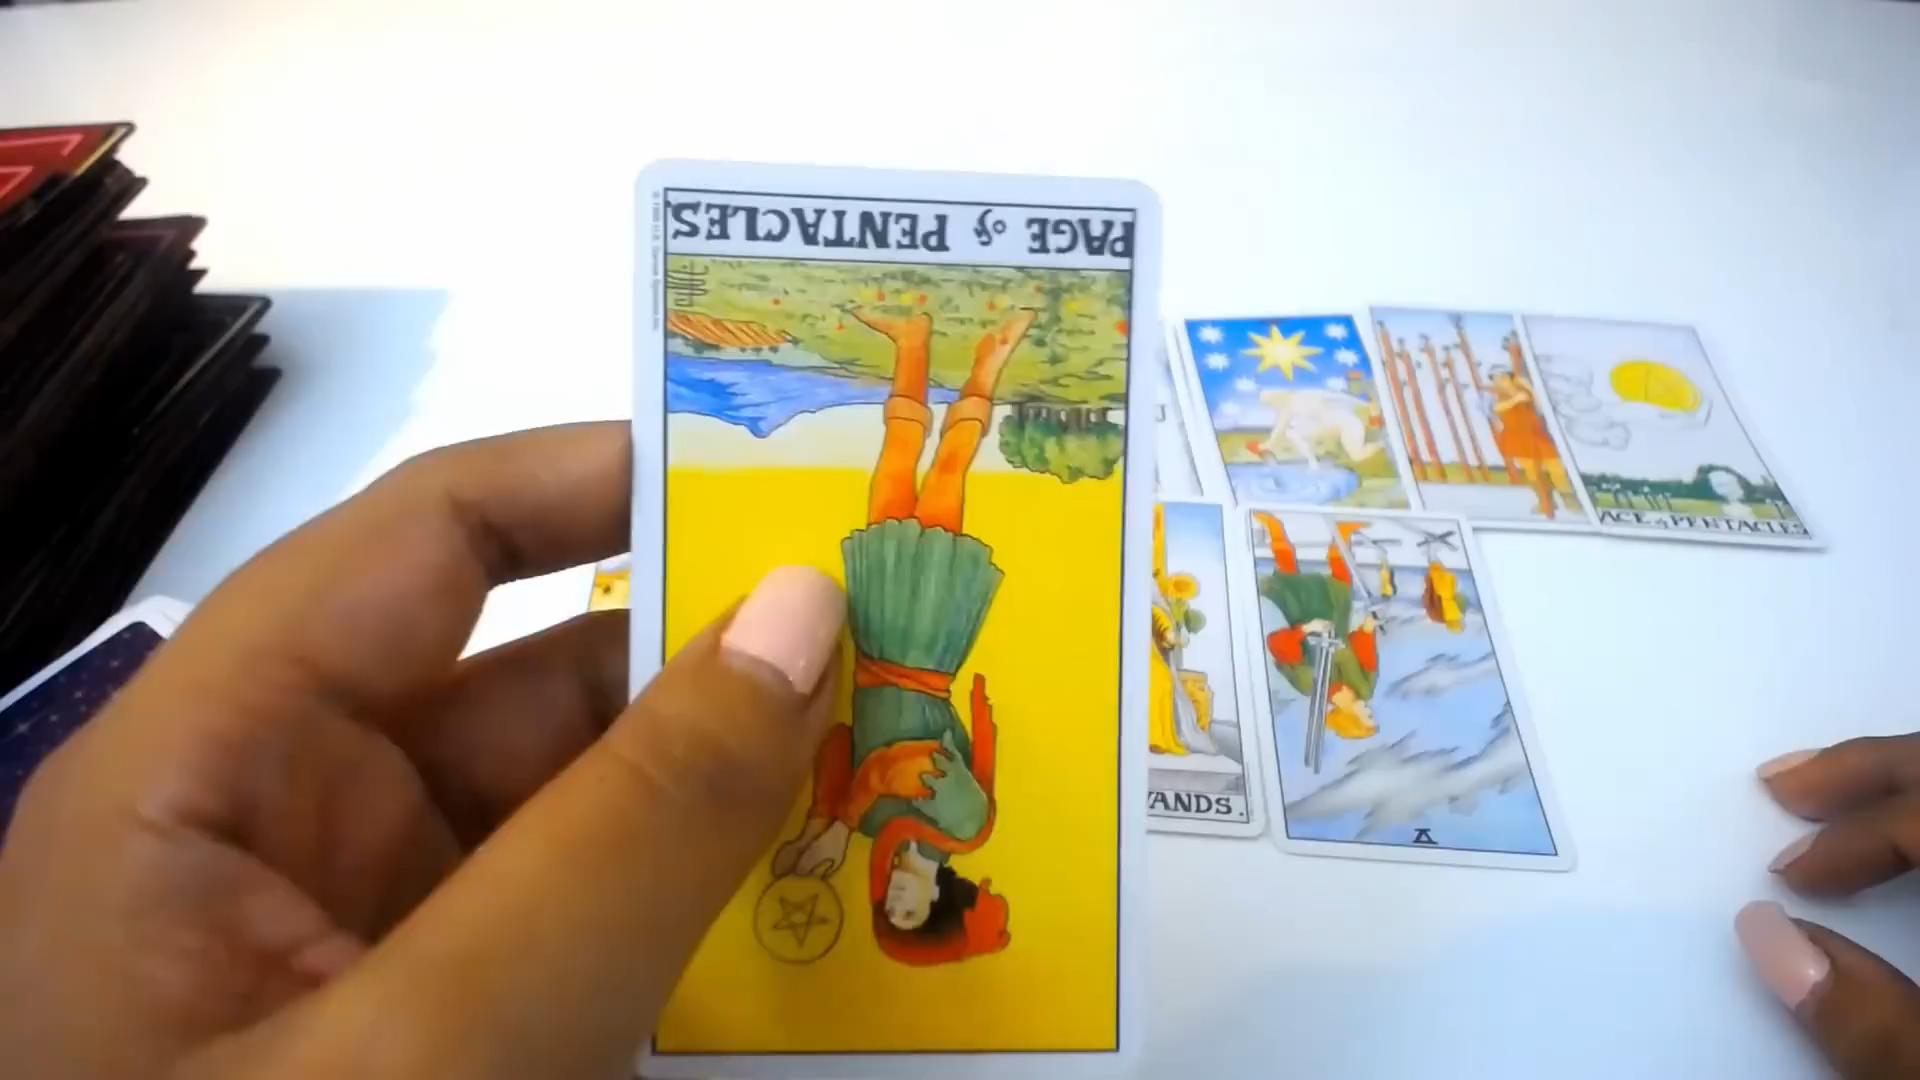 PAGE of PENTACLES.
ACE of PENTACLES
WANDS.
V